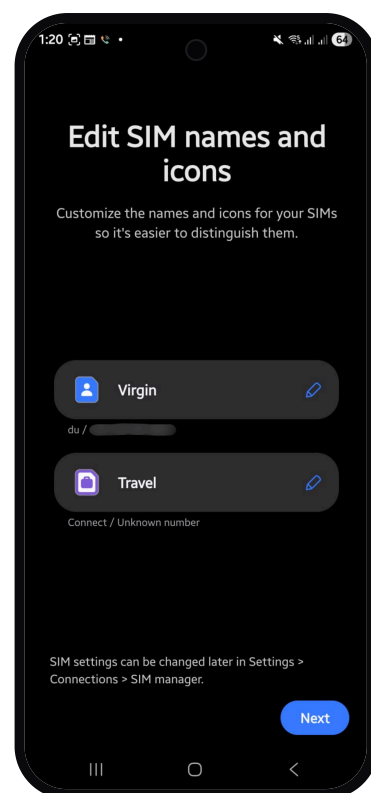 1:20
64
Edit SIM names and
icons
Customize the names and icons for your SIMs
so it's easier to distinguish them.
Virgin
du /
Travel
Connect / Unknown number
SIM settings can be changed later in Settings >
Connections > SIM manager.
Next